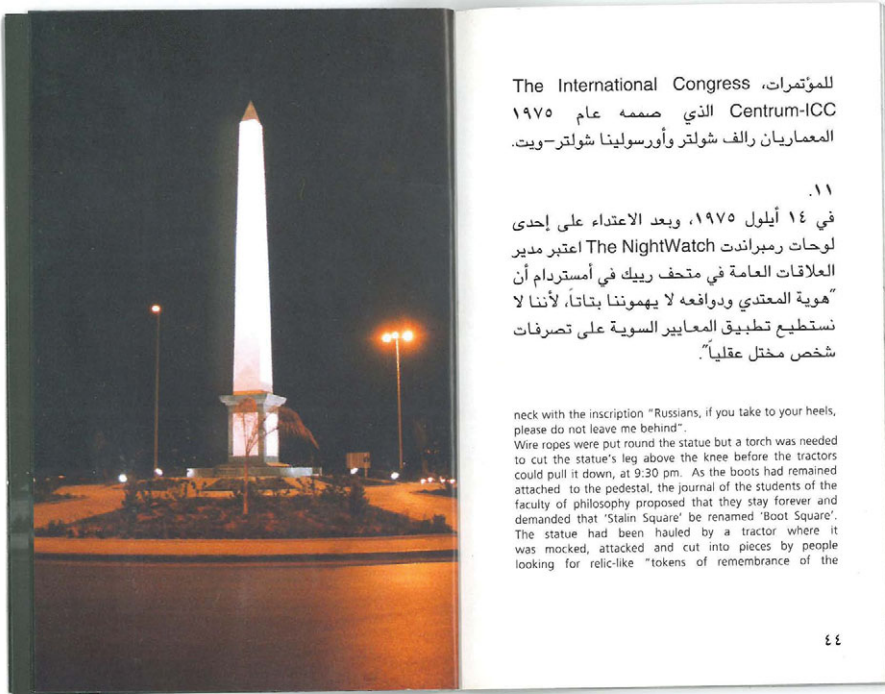 للمؤتمرات، The International Congress
Centrum-ICC الذي صممه عام ١٩٧٥
المعماريان رالف شولتر وأورسولينا شولتر–ويت.
١١.
في ١٤ أيلول ١٩٧٥، وبعد الاعتداء على إحدى
لوحات رمبراندت The NightWatch اعتبر مدير
العلاقات العامة في متحف رييك في أمستردام أن
"هوية المعتدي ودوافعه لا يهموننا بتاتاً، لأننا لا
نستطيع تطبيق المعايير السوية على تصرفات
شخص مختل عقلياً".
neck with the inscription "Russians, if you take to your heels,
please do not leave me behind".
Wire ropes were put round the statue but a torch was needed
to cut the statue's leg above the knee before the tractors
could pull it down, at 9:30 pm. As the boots had remained
attached to the pedestal, the journal of the students of the
faculty of philosophy proposed that they stay forever and
demanded that 'Stalin Square' be renamed 'Boot Square'.
The statue had been hauled by a tractor where it
was mocked, attacked and cut into pieces by people
looking for relic-like "tokens of remembrance of the
٤٤